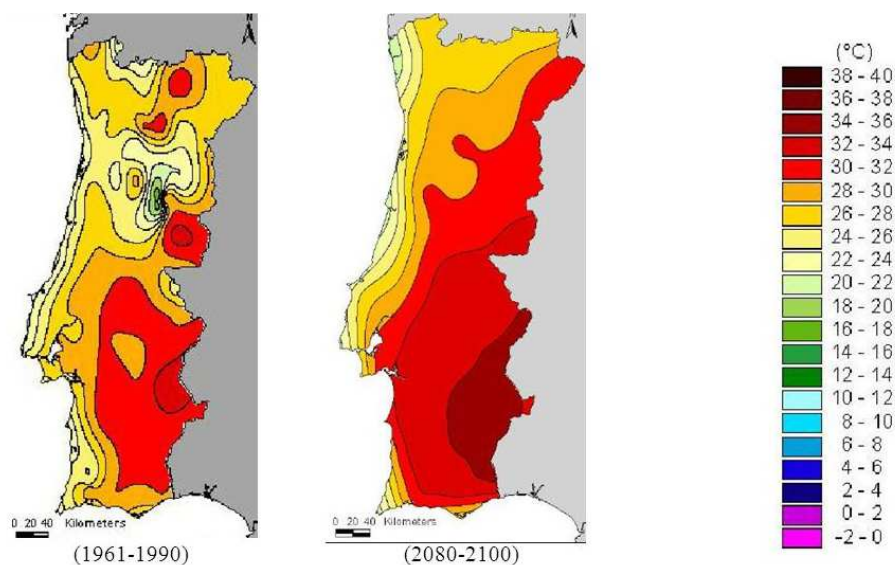 N
N
(°C)
38 - 40
36 - 38
34 - 36
32 - 34
30 - 32
28 - 30
26 - 28
24 - 26
22 - 24
20 - 22
18 - 20
16 - 18
14 - 16
12 - 14
10 - 12
8 - 10
6 - 8
4 - 6
2 - 4
0 - 2
-2 - 0
0 20 40 Kilometers
0 20 40 Kilometers
(1961-1990)
(2080-2100)